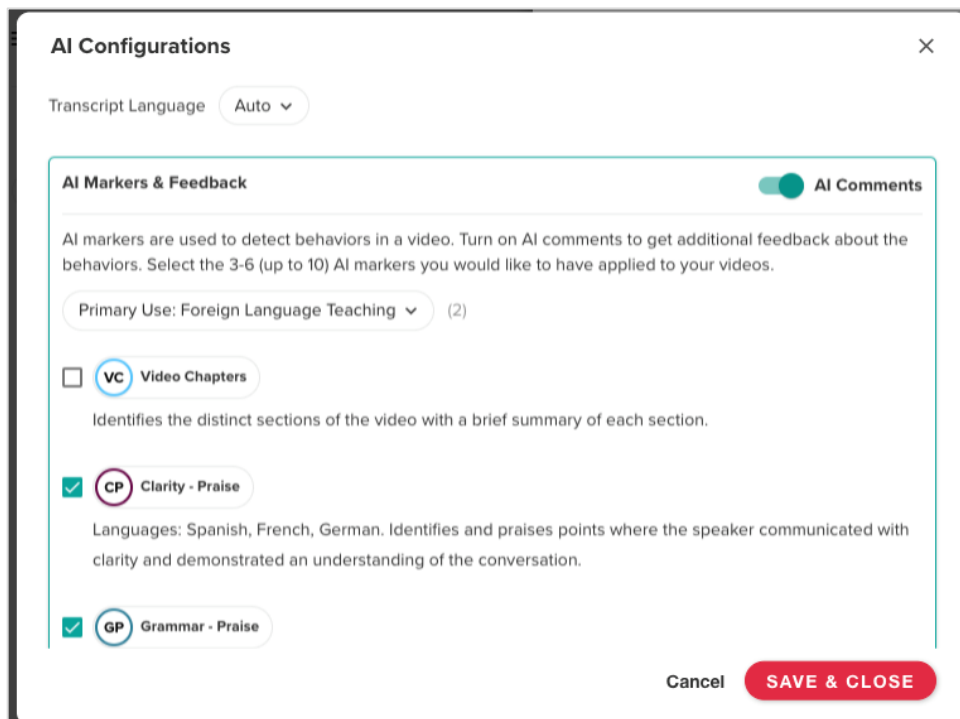 AI Configurations
Transcript Language Auto
AI Markers & Feedback AI Comments
AI markers are used to detect behaviors in a video. Turn on AI comments to get additional feedback about the
behaviors. Select the 3-6 (up to 10) AI markers you would like to have applied to your videos.
Primary Use: Foreign Language Teaching (2)
VC Video Chapters
Identifies the distinct sections of the video with a brief summary of each section.
CP Clarity - Praise
Languages: Spanish, French, German. Identifies and praises points where the speaker communicated with
clarity and demonstrated an understanding of the conversation.
GP Grammar - Praise
Cancel SAVE & CLOSE